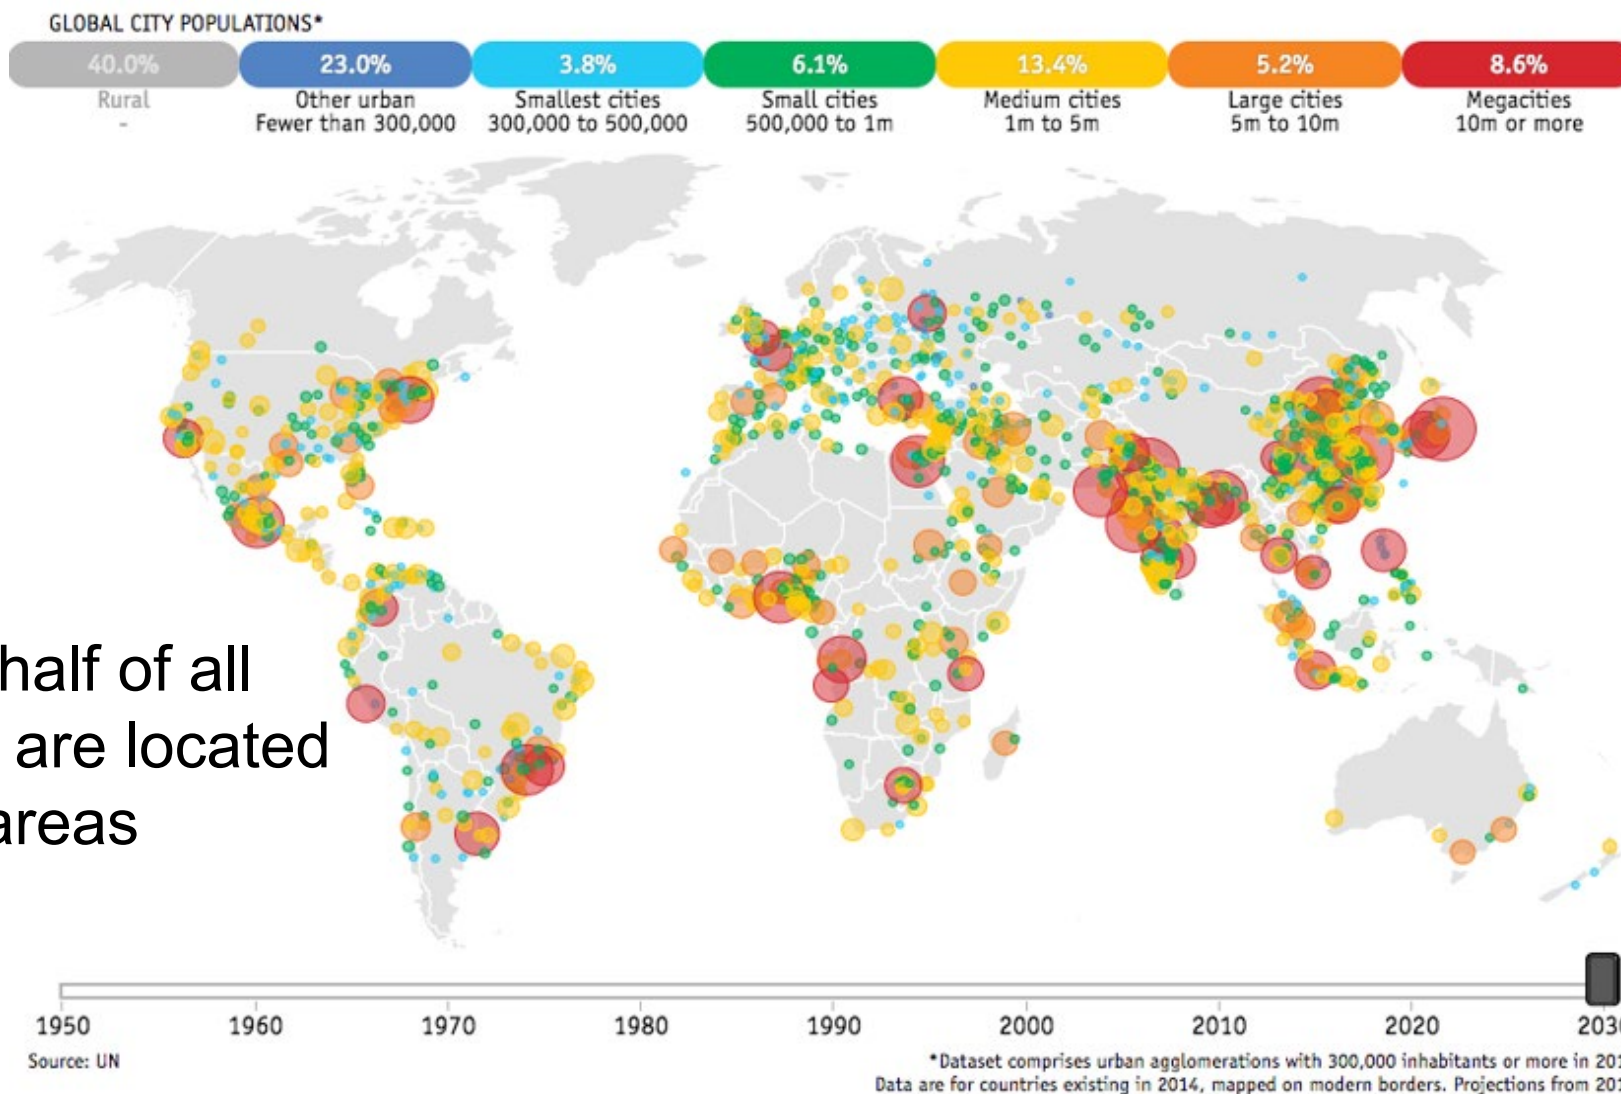 GLOBAL CITY POPULATIONS*
40.0% 23.0% 3.8% 6.1% 13.4% 5.2% 8.6%
Rural Other urban Smallest cities Small cities Medium cities Large cities Megacities
- Fewer than 300,000 300,000 to 500,000 500,000 to 1m 1m to 5m 5m to 10m 10m or more
half of all
are located
areas
1950 1960 1970 1980 1990 2000 2010 2020
Source: UN
*Dataset comprises urban agglomerations with 300,000 inhabitants or more in
Data are for countries existing in 2014, mapped on modern borders. Projections from